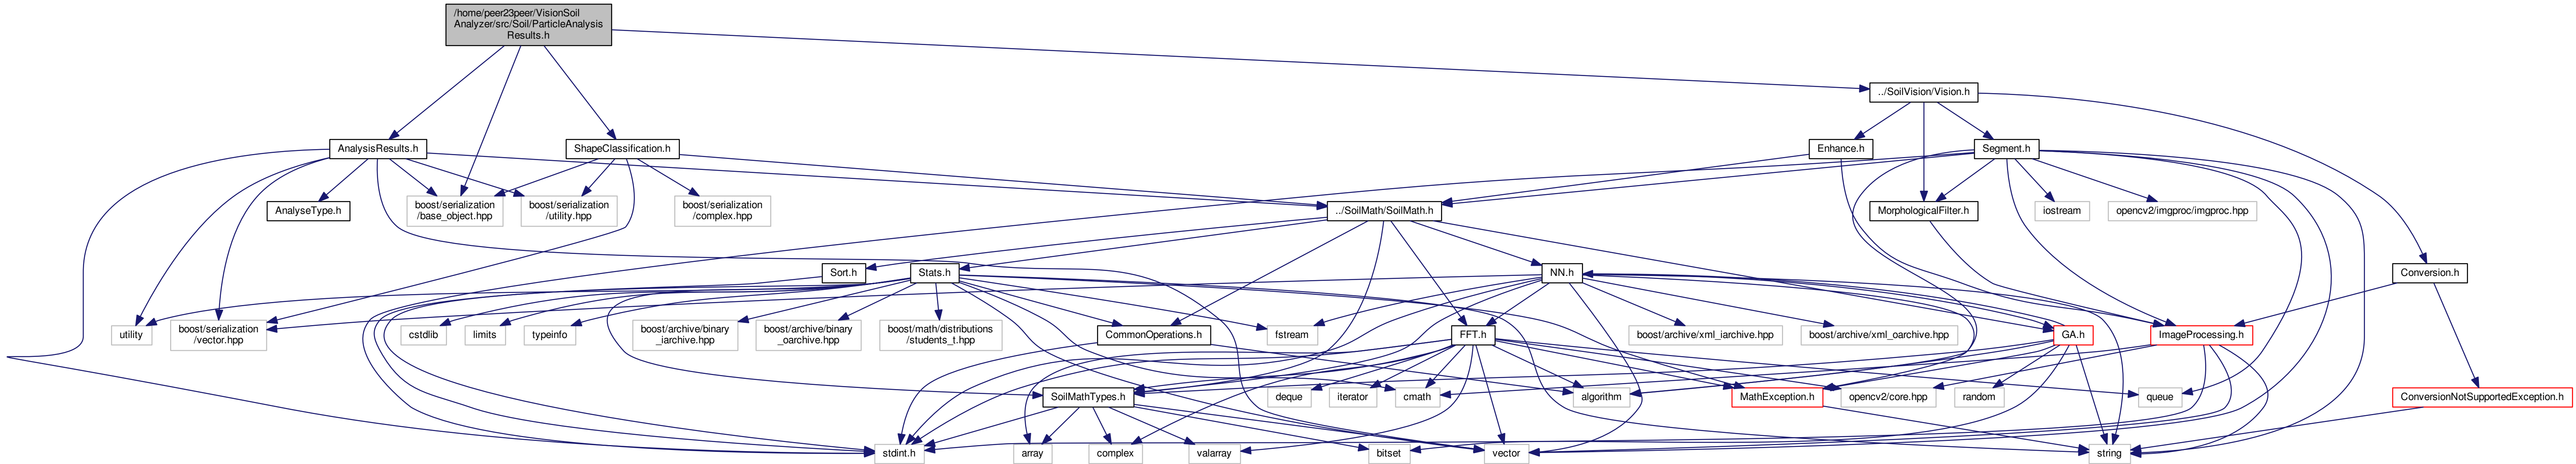 /home/peer23peer/VisionSoil
Analyzer/src/Soil/ParticleAnalysis
Results.h
../SoilVision/Vision.h
AnalysisResults.h
ShapeClassification.h
Enhance.h
Segment.h
AnalyseType.h
boost/serialization
/base_object.hpp
boost/serialization
/utility.hpp
boost/serialization
/complex.hpp
../SoilMath/SoilMath.h
MorphologicalFilter.h
iostream
opencv2/imgproc/imgproc.hpp
Sort.h
Stats.h
NN.h
Conversion.h
utility
boost/serialization
/vector.hpp
cstdlib
limits
typeinfo
boost/archive/binary
_iarchive.hpp
boost/archive/binary
_oarchive.hpp
boost/math/distributions
/students_t.hpp
CommonOperations.h
fstream
FFT.h
boost/archive/xml_iarchive.hpp
boost/archive/xml_oarchive.hpp
GA.h
ImageProcessing.h
SoilMathTypes.h
deque
iterator
cmath
algorithm
MathException.h
opencv2/core.hpp
random
queue
ConversionNotSupportedException.h
stdint.h
array
complex
valarray
bitset
vector
string